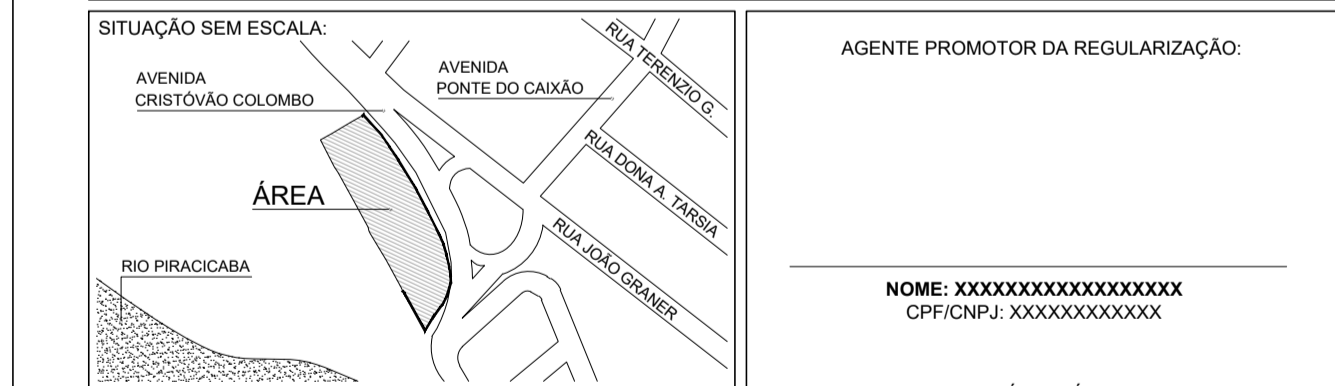 SITUAÇÃO SEM ESCALA:
AVENIDA
CRISTÓVÃO COLOMBO
AVENIDA
PONTE DO CAIXÃO
RUA TERENZIO G.
RUA DONA A. TARSIA
RUA JOÃO GRANER
ÁREA
RIO PIRACICABA
AGENTE PROMOTOR DA REGULARIZAÇÃO:
NOME: XXXXXXXXXXXXXXXXXX
CPF/CNPJ: XXXXXXXXXXXX